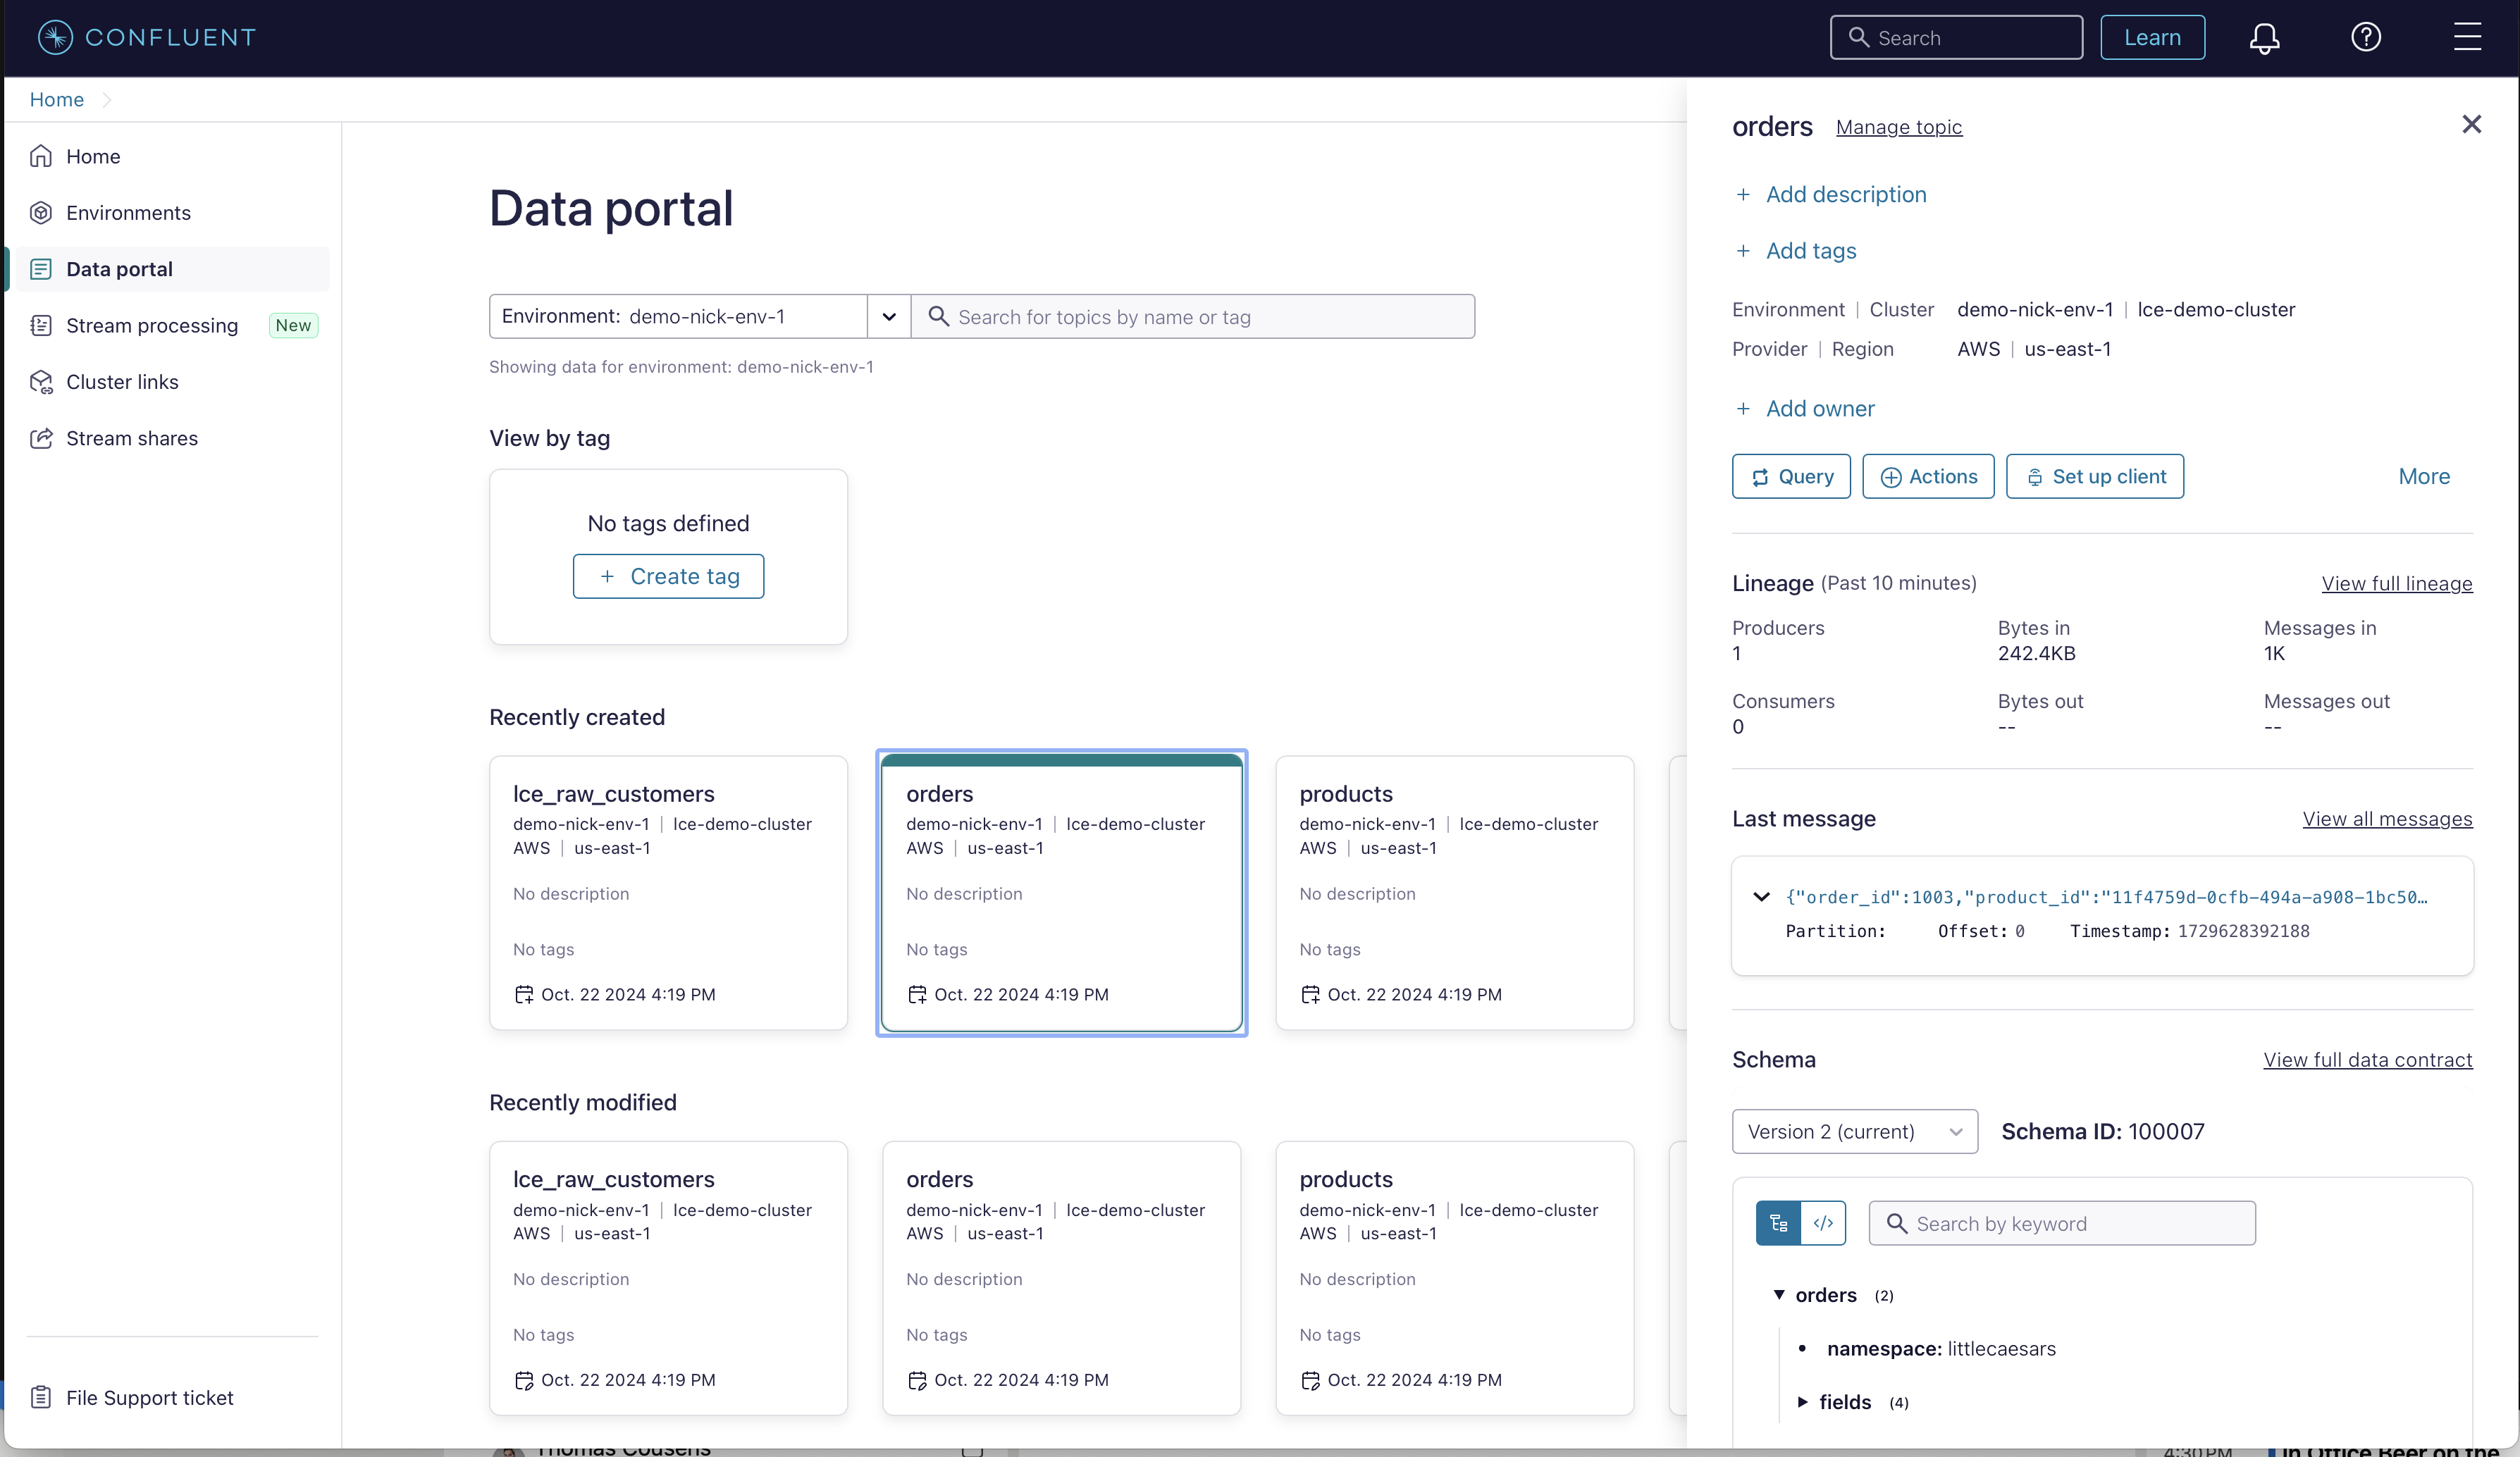 CONFLUENT
Search
Learn
Home
Home
Environments
Data portal
Stream processing New
Cluster links
Stream shares
File Support ticket
Data portal
Environment: demo-nick-env-1
Search for topics by name or tag
Showing data for environment: demo-nick-env-1
View by tag
No tags defined
+ Create tag
Recently created
lce_raw_customers
demo-nick-env-1 | lce-demo-cluster
AWS | us-east-1
No description
No tags
Oct. 22 2024 4:19 PM
orders
demo-nick-env-1 | lce-demo-cluster
AWS | us-east-1
No description
No tags
Oct. 22 2024 4:19 PM
products
demo-nick-env-1 | lce-demo-cluster
AWS | us-east-1
No description
No tags
Oct. 22 2024 4:19 PM
Recently modified
lce_raw_customers
demo-nick-env-1 | lce-demo-cluster
AWS | us-east-1
No description
No tags
Oct. 22 2024 4:19 PM
orders
demo-nick-env-1 | lce-demo-cluster
AWS | us-east-1
No description
No tags
Oct. 22 2024 4:19 PM
products
demo-nick-env-1 | lce-demo-cluster
AWS | us-east-1
No description
No tags
Oct. 22 2024 4:19 PM
orders Manage topic
+ Add description
+ Add tags
Environment | Cluster demo-nick-env-1 | lce-demo-cluster
Provider | Region AWS | us-east-1
+ Add owner
Query Actions Set up client More
Lineage (Past 10 minutes) View full lineage
Producers Bytes in Messages in
1 242.4KB 1K
Consumers Bytes out Messages out
0 -- --
Last message View all messages
{"order_id":1003,"product_id":"11f4759d-0cfb-494a-a908-1bc50…
Partition: Offset: 0 Timestamp: 1729628392188
Schema View full data contract
Version 2 (current) Schema ID: 100007
</> Search by keyword
orders (2)
namespace: littlecaesars
fields (4)
Thomas Cousens
4:30 PM In Office Beer on the